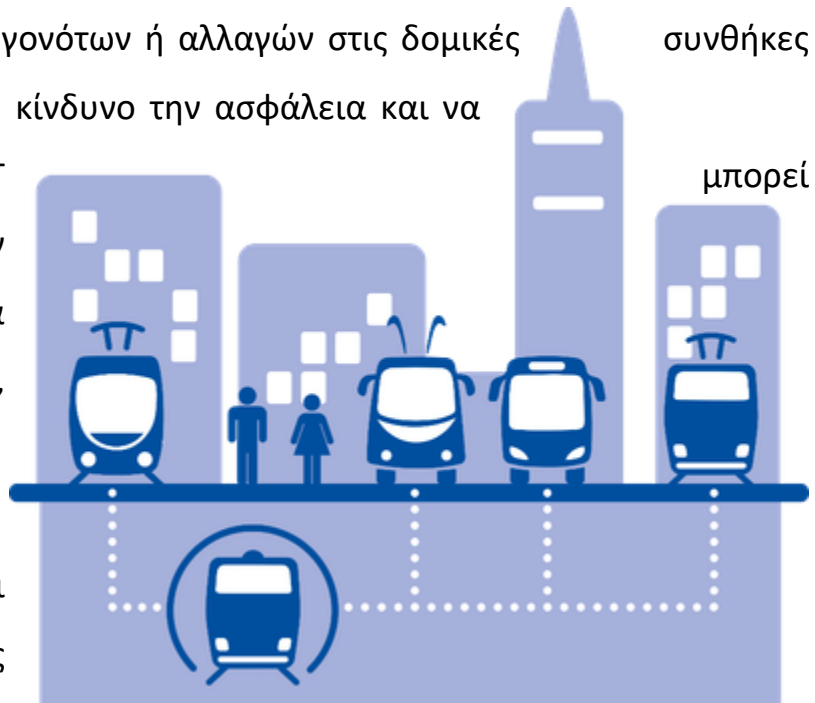 γονότων ή αλλαγών στις δομικές συνθήκες
κίνδυνο την ασφάλεια και να
μπορεί